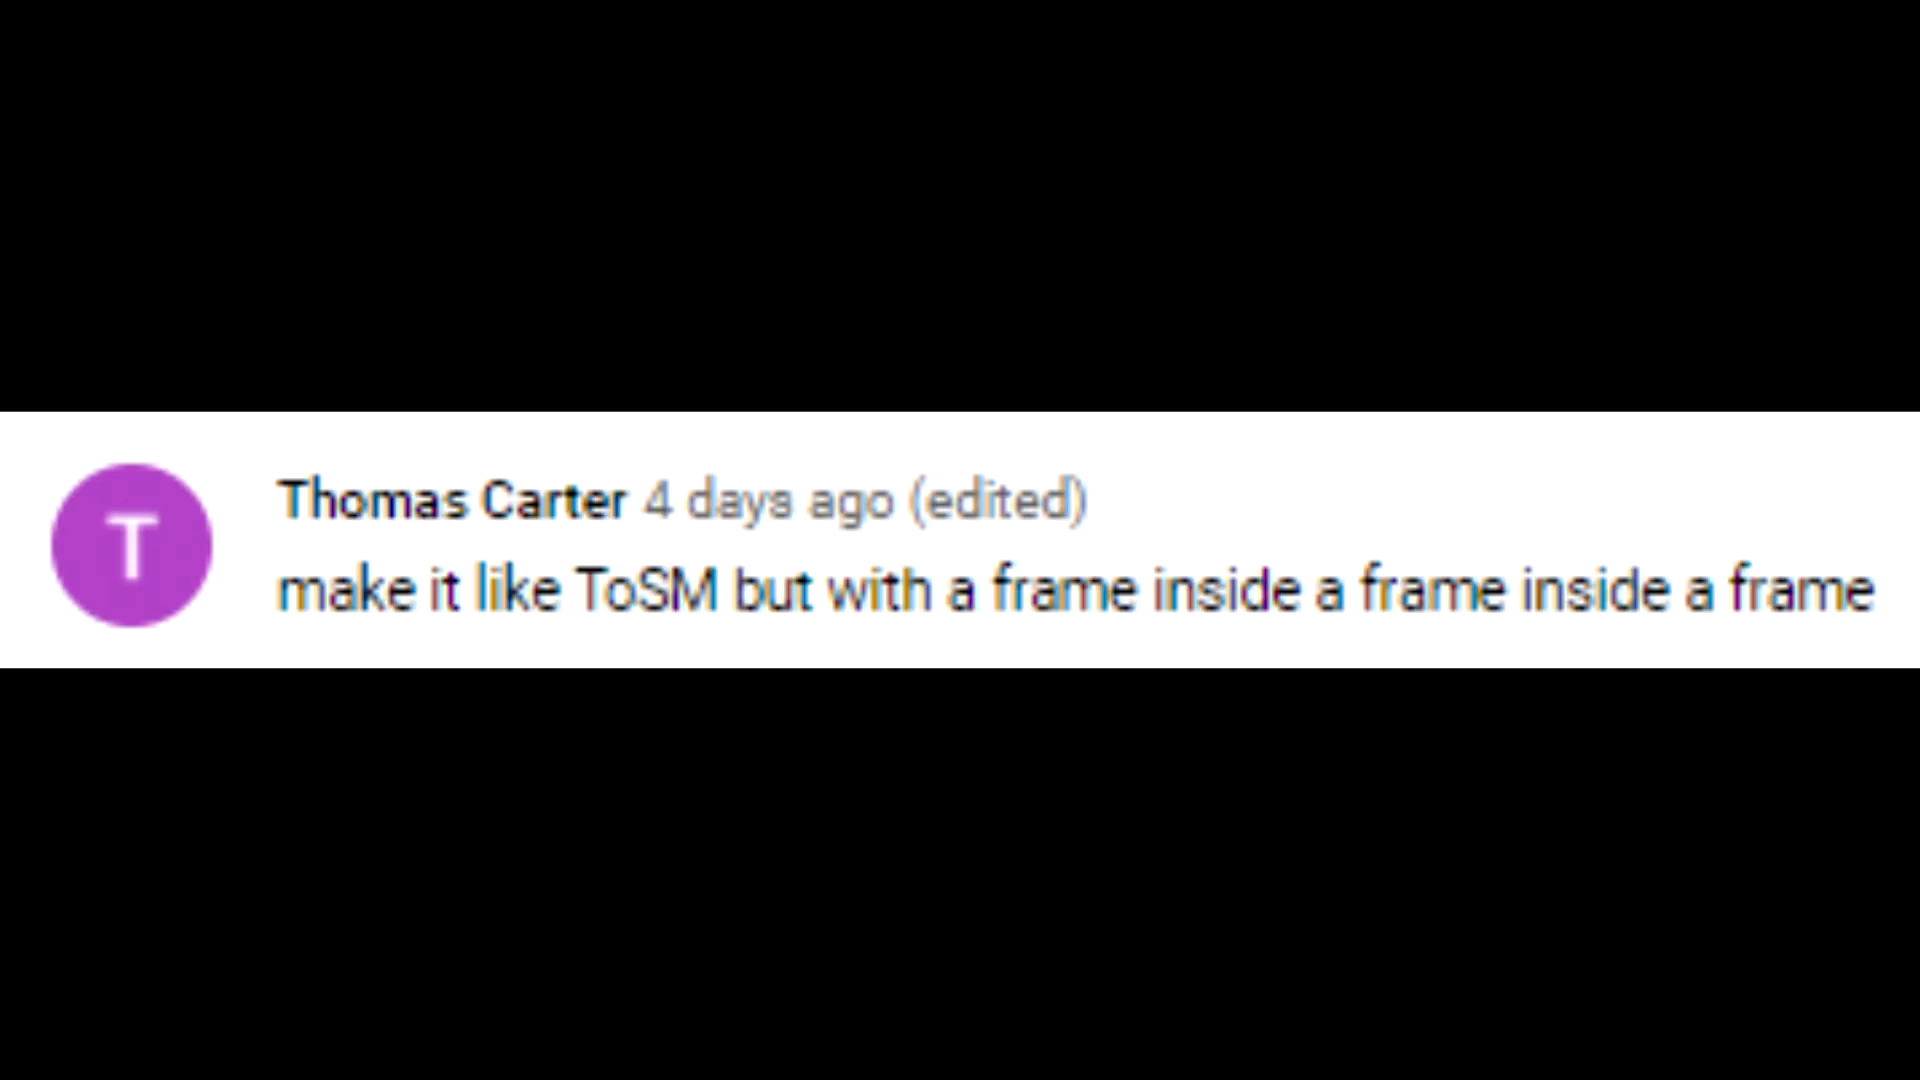 T
Thomas Carter 4 days ago (edited)
make it like ToSM but with a frame inside a frame inside a frame